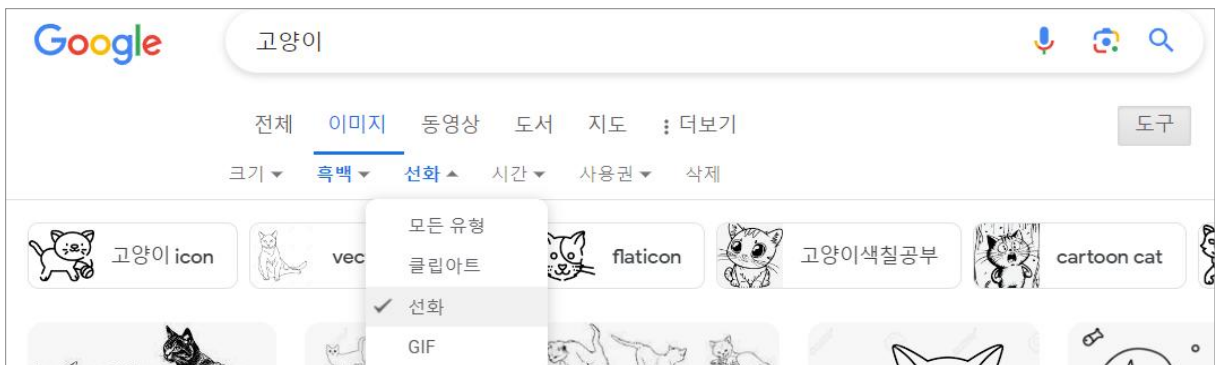 Google 고양이
전체 이미지 동영상 도서 지도 더보기 도구
크기 흑백 선화 시간 사용권 삭제
모든 유형
클립아트
선화
GIF
고양이 icon vec flaticon 고양이색칠공부 cartoon cat